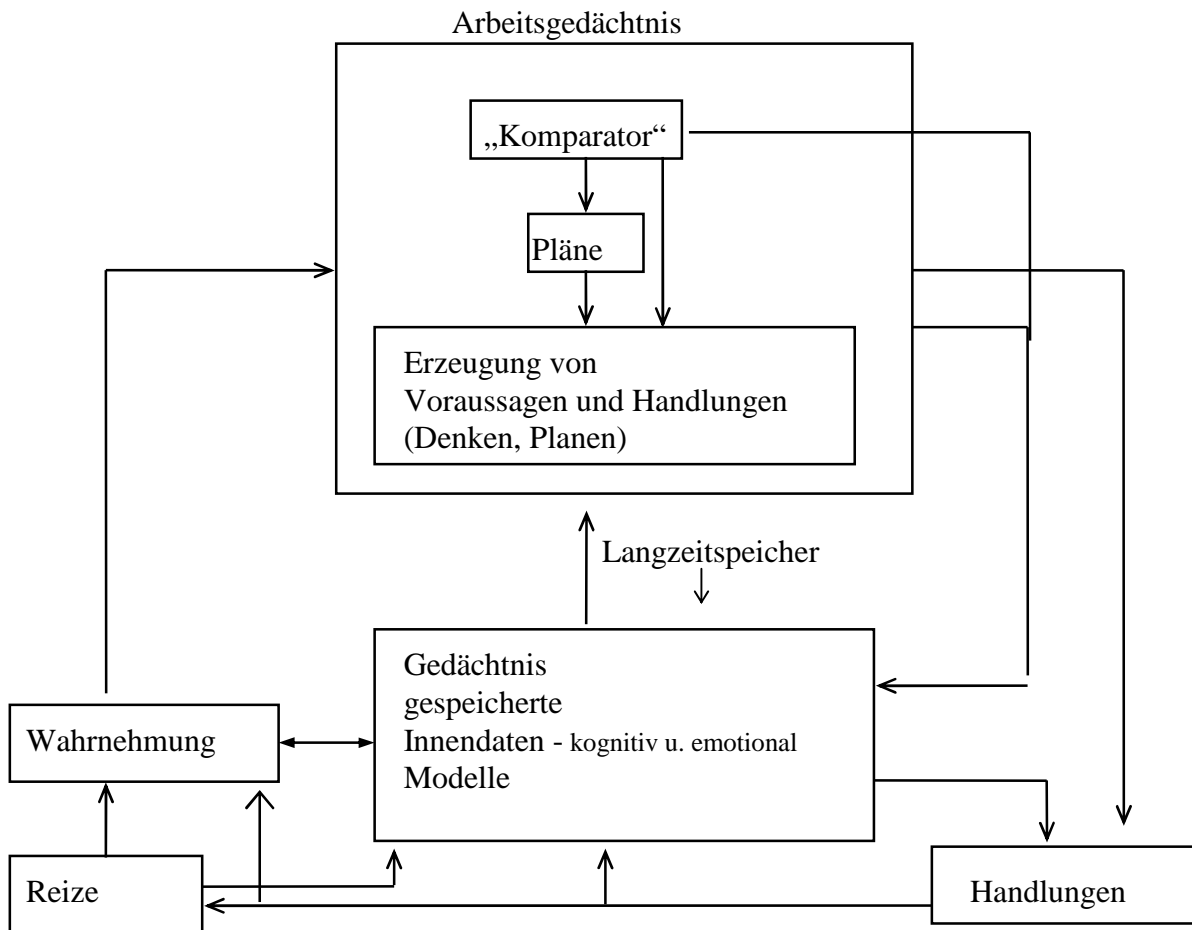 Arbeitsgedächtnis
„Komparator“
Pläne
Erzeugung von
Voraussagen und Handlungen
(Denken, Planen)
Langzeitspeicher
Gedächtnis
gespeicherte
Innendaten - kognitiv u. emotional
Modelle
Wahrnehmung
Reize
Handlungen